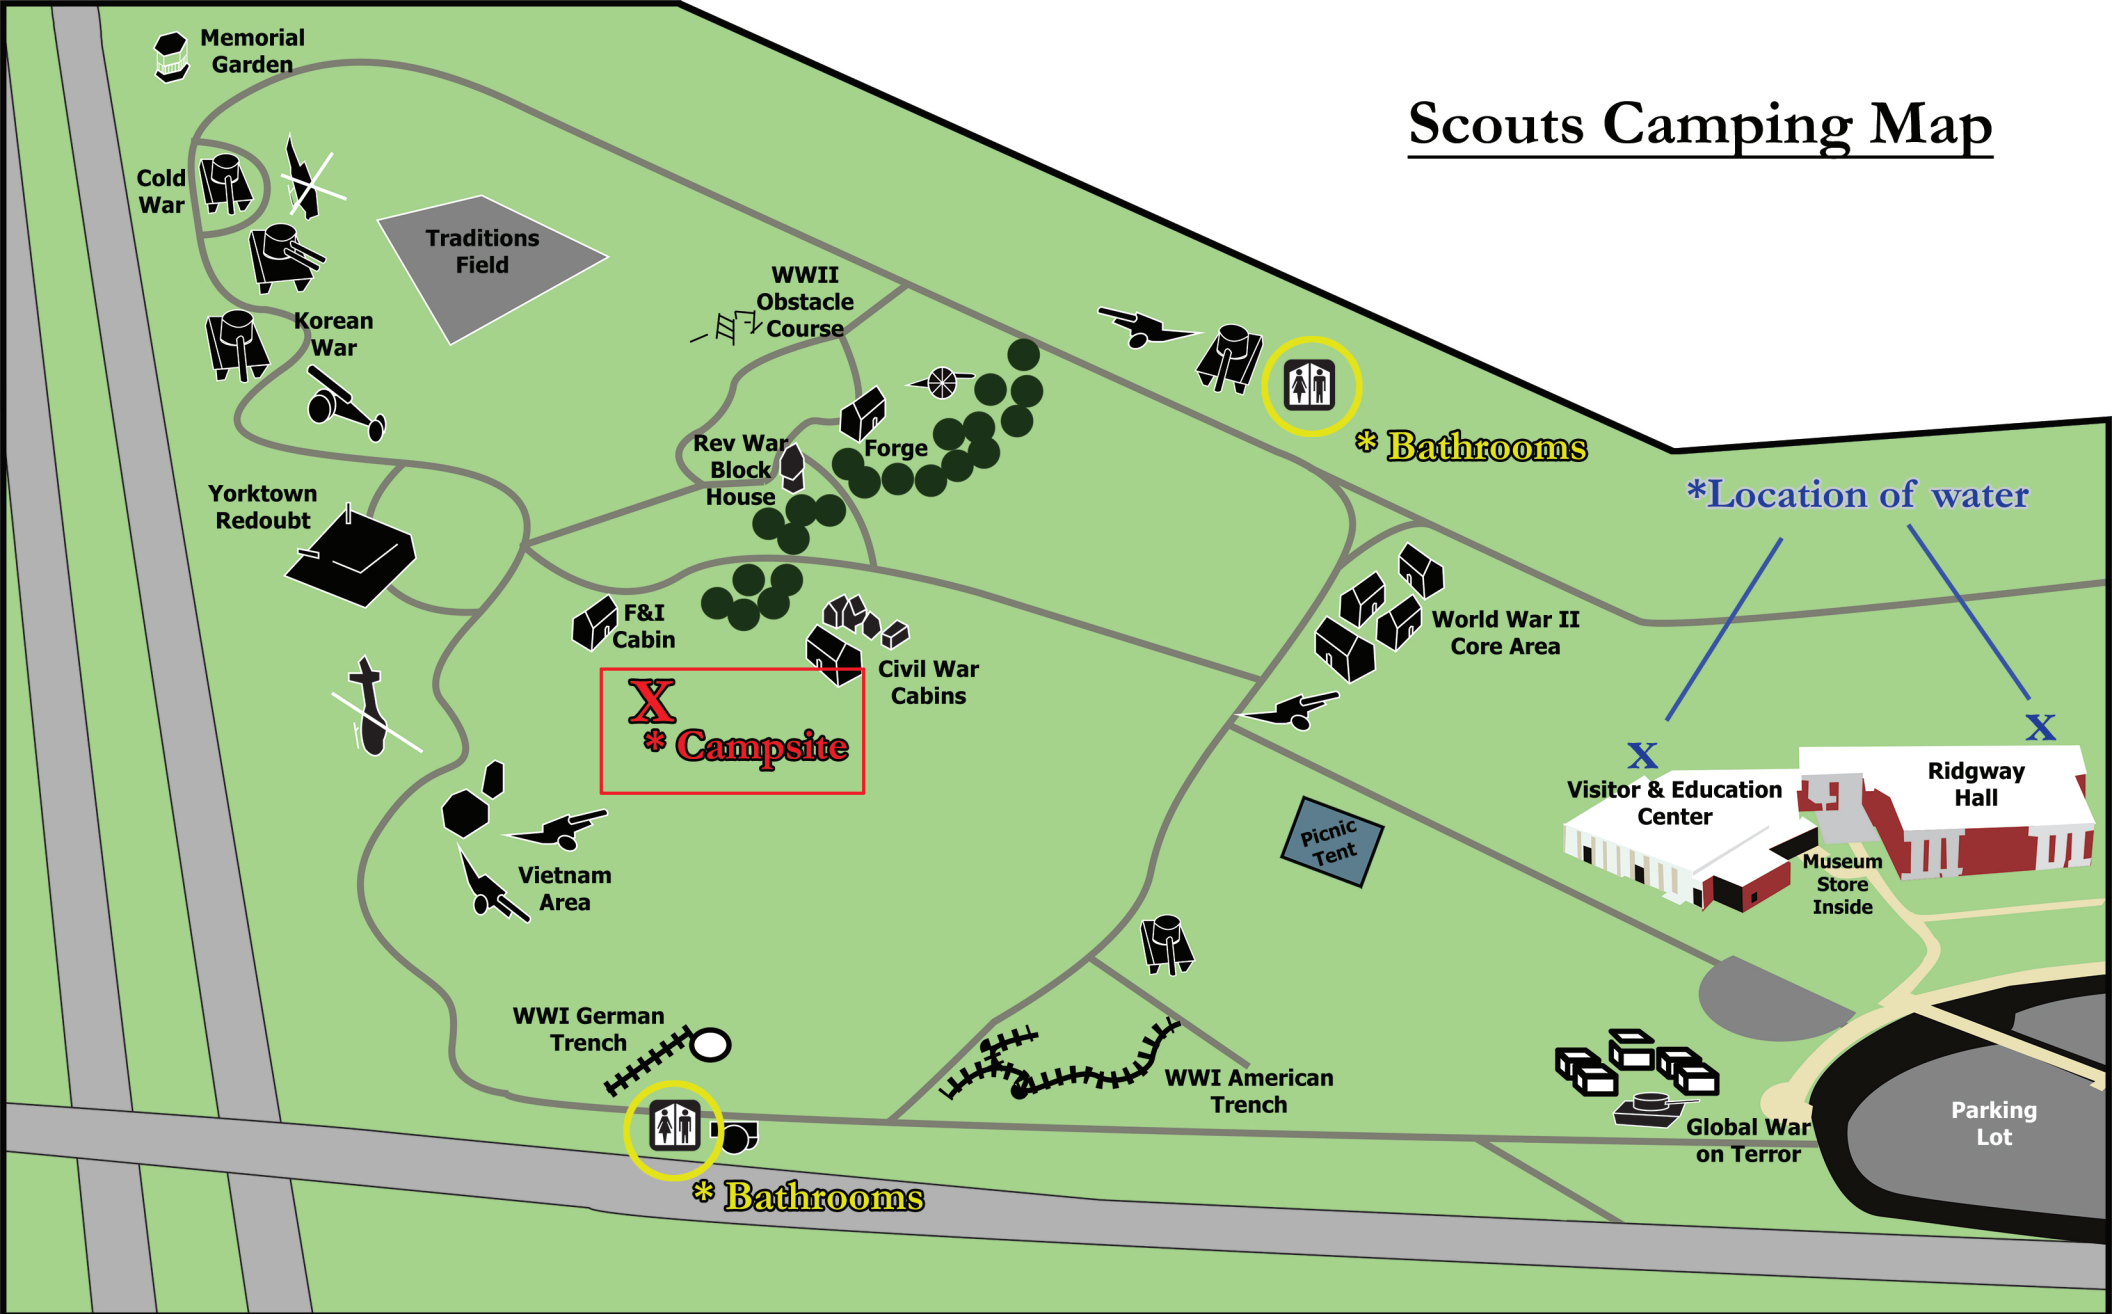 Memorial
Garden
Scouts Camping Map
Cold
War
Traditions
Field
WWII
Obstacle
Course
Korean
War
* Bathrooms
Rev War
Block
House
Forge
*Location of water
Yorktown
Redoubt
F&I
Cabin
World War II
Core Area
Civil War
Cabins
X
* Campsite
X
X
Visitor & Education
Center
Ridgway
Hall
Picnic
Tent
Museum
Store
Inside
Vietnam
Area
WWI German
Trench
WWI American
Trench
Global War
on Terror
Parking
Lot
* Bathrooms